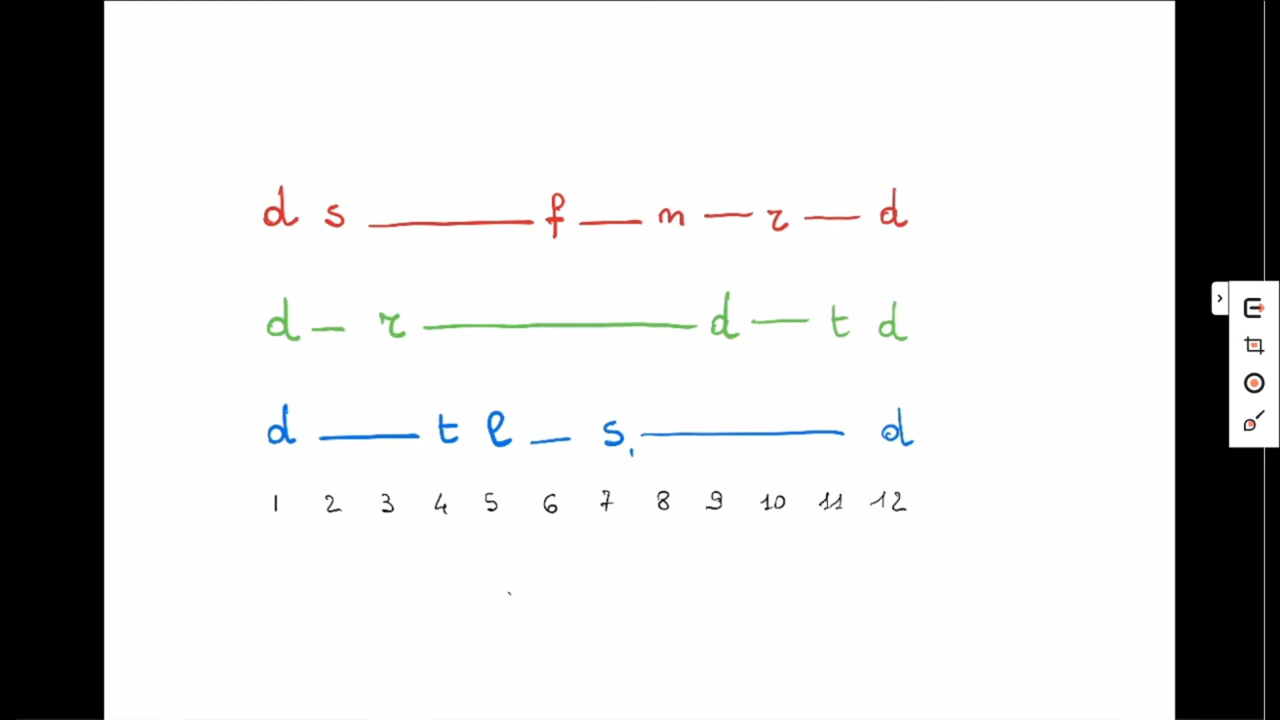 d s — f — m — r — d
d — r — d — t d
d — t l — s, — d
1 2 3 4 5 6 7 8 9 10 11 12